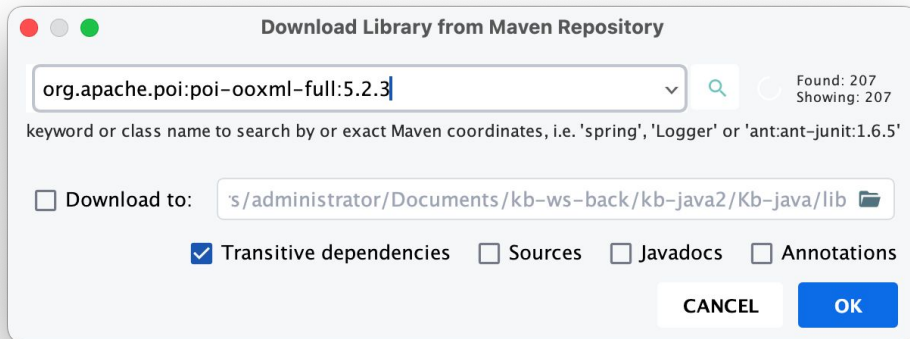 Download Library from Maven Repository
org.apache.poi:poi-ooxml-full:5.2.3
Found: 207
Showing: 207
keyword or class name to search by or exact Maven coordinates, i.e. 'spring', 'Logger' or 'ant:ant-junit:1.6.5'
Download to: s/administrator/Documents/kb-ws-back/kb-java2/Kb-java/lib
Transitive dependencies Sources Javadocs Annotations
CANCEL OK